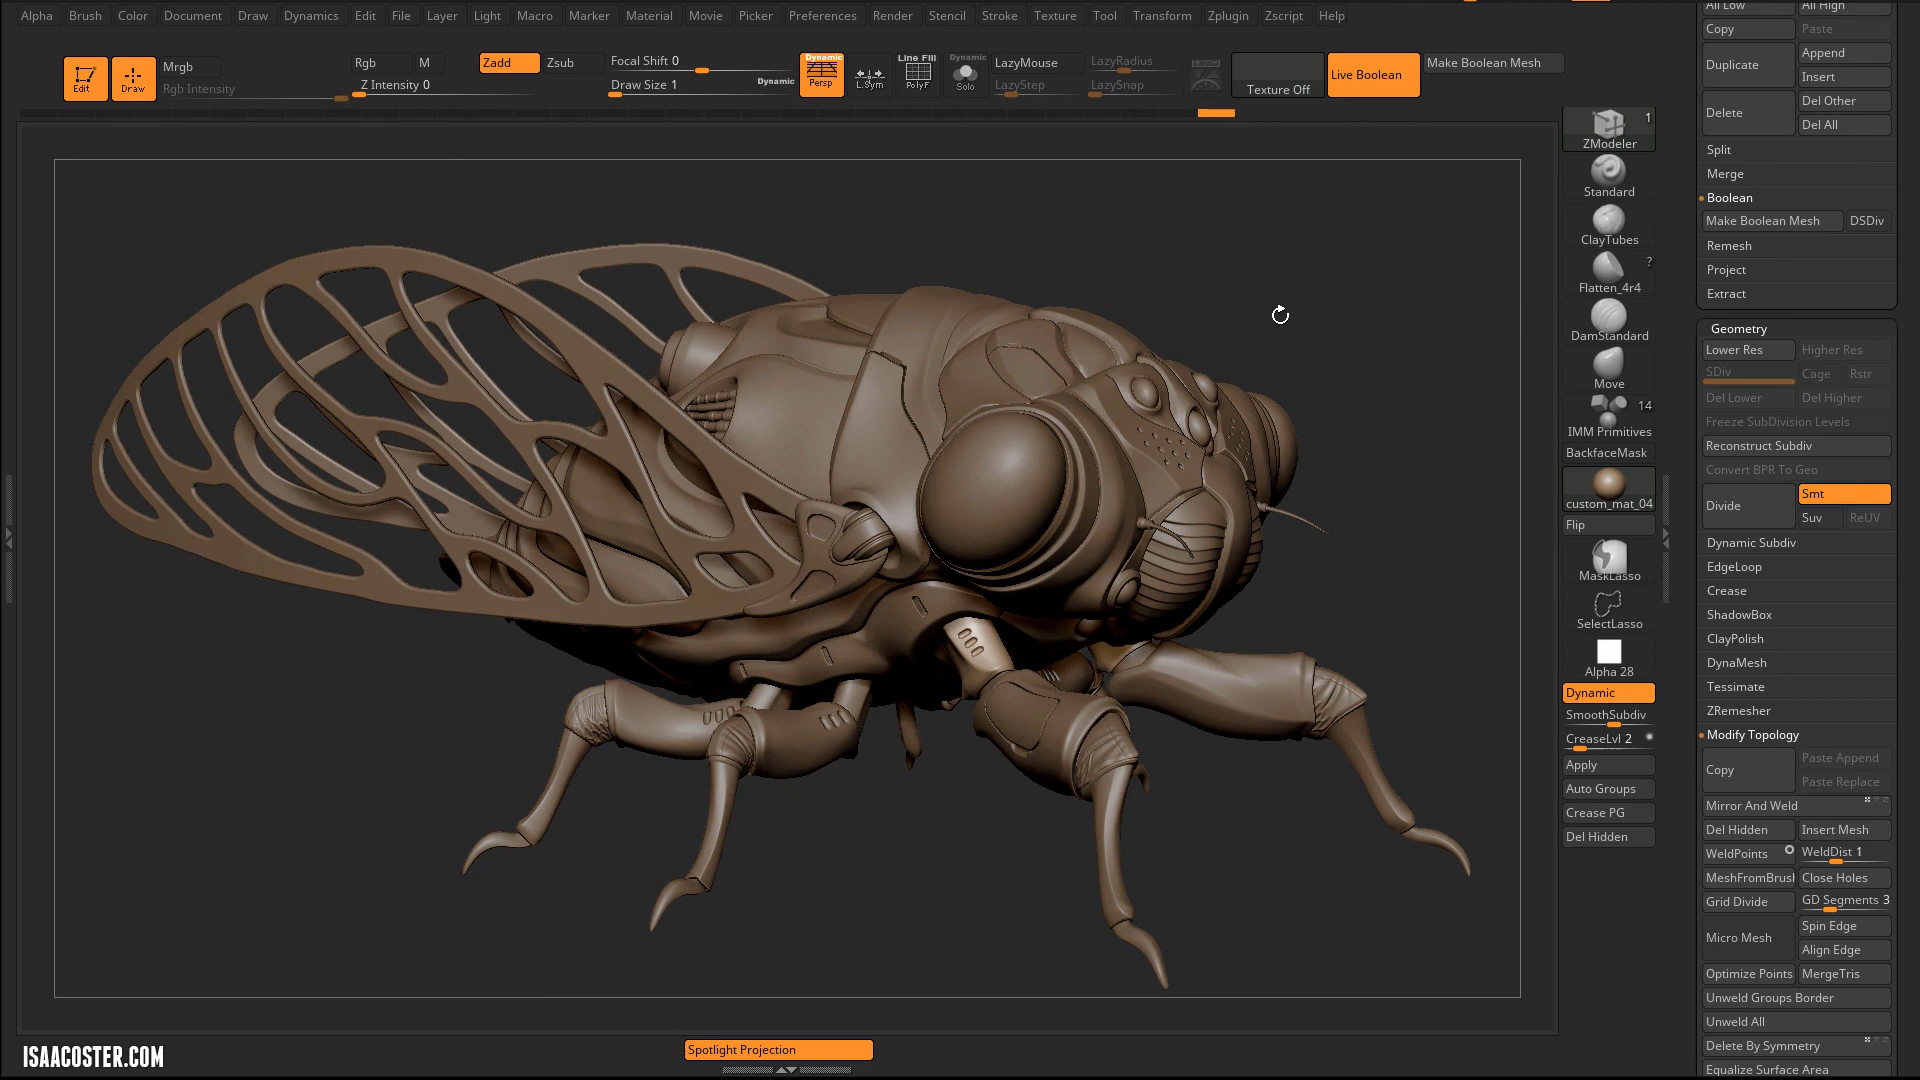 Alpha Brush Color Document Draw Dynamics Edit File Layer Light Macro Marker Material Movie Picker Preferences Render Stencil Stroke Texture Tool Transform Zplugin Zscript Help
Edit
Draw
Mrgb
Rgb Intensity
Rgb
M
Z Intensity 0
Zadd
Zsub
Focal Shift 0
Draw Size 1
Dynamic
Dynamic
Persp
L.Sym
Line Fill
PolyF
Dynamic
Solo
LazyMouse
LazyStep
LazyRadius
LazySnap
Texture Off
Live Boolean
Make Boolean Mesh
1
ZModeler
Standard
ClayTubes
?
Flatten_4r4
DamStandard
Move
14
IMM Primitives
BackfaceMask
custom_mat_04
Flip
MaskLasso
SelectLasso
Alpha 28
Dynamic
SmoothSubdiv
CreaseLvl 2
Apply
Auto Groups
Crease PG
Del Hidden
All Low All High
Copy Paste
Duplicate
Append
Insert
Delete
Del Other
Del All
Split
Merge
Boolean
Make Boolean Mesh DSDiv
Remesh
Project
Extract
Geometry
Lower Res Higher Res
SDiv Cage Rstr
Del Lower Del Higher
Freeze SubDivision Levels
Reconstruct Subdiv
Convert BPR To Geo
Divide
Smt
Suv ReUV
Dynamic Subdiv
EdgeLoop
Crease
ShadowBox
ClayPolish
DynaMesh
Tessimate
ZRemesher
Modify Topology
Copy
Paste Append
Paste Replace
Mirror And Weld
Del Hidden Insert Mesh
WeldPoints WeldDist 1
MeshFromBrush Close Holes
Grid Divide GD Segments 3
Micro Mesh
Spin Edge
Align Edge
Optimize Points MergeTris
Unweld Groups Border
Unweld All
Delete By Symmetry
Equalize Surface Area
ISAACOSTER.COM
Spotlight Projection